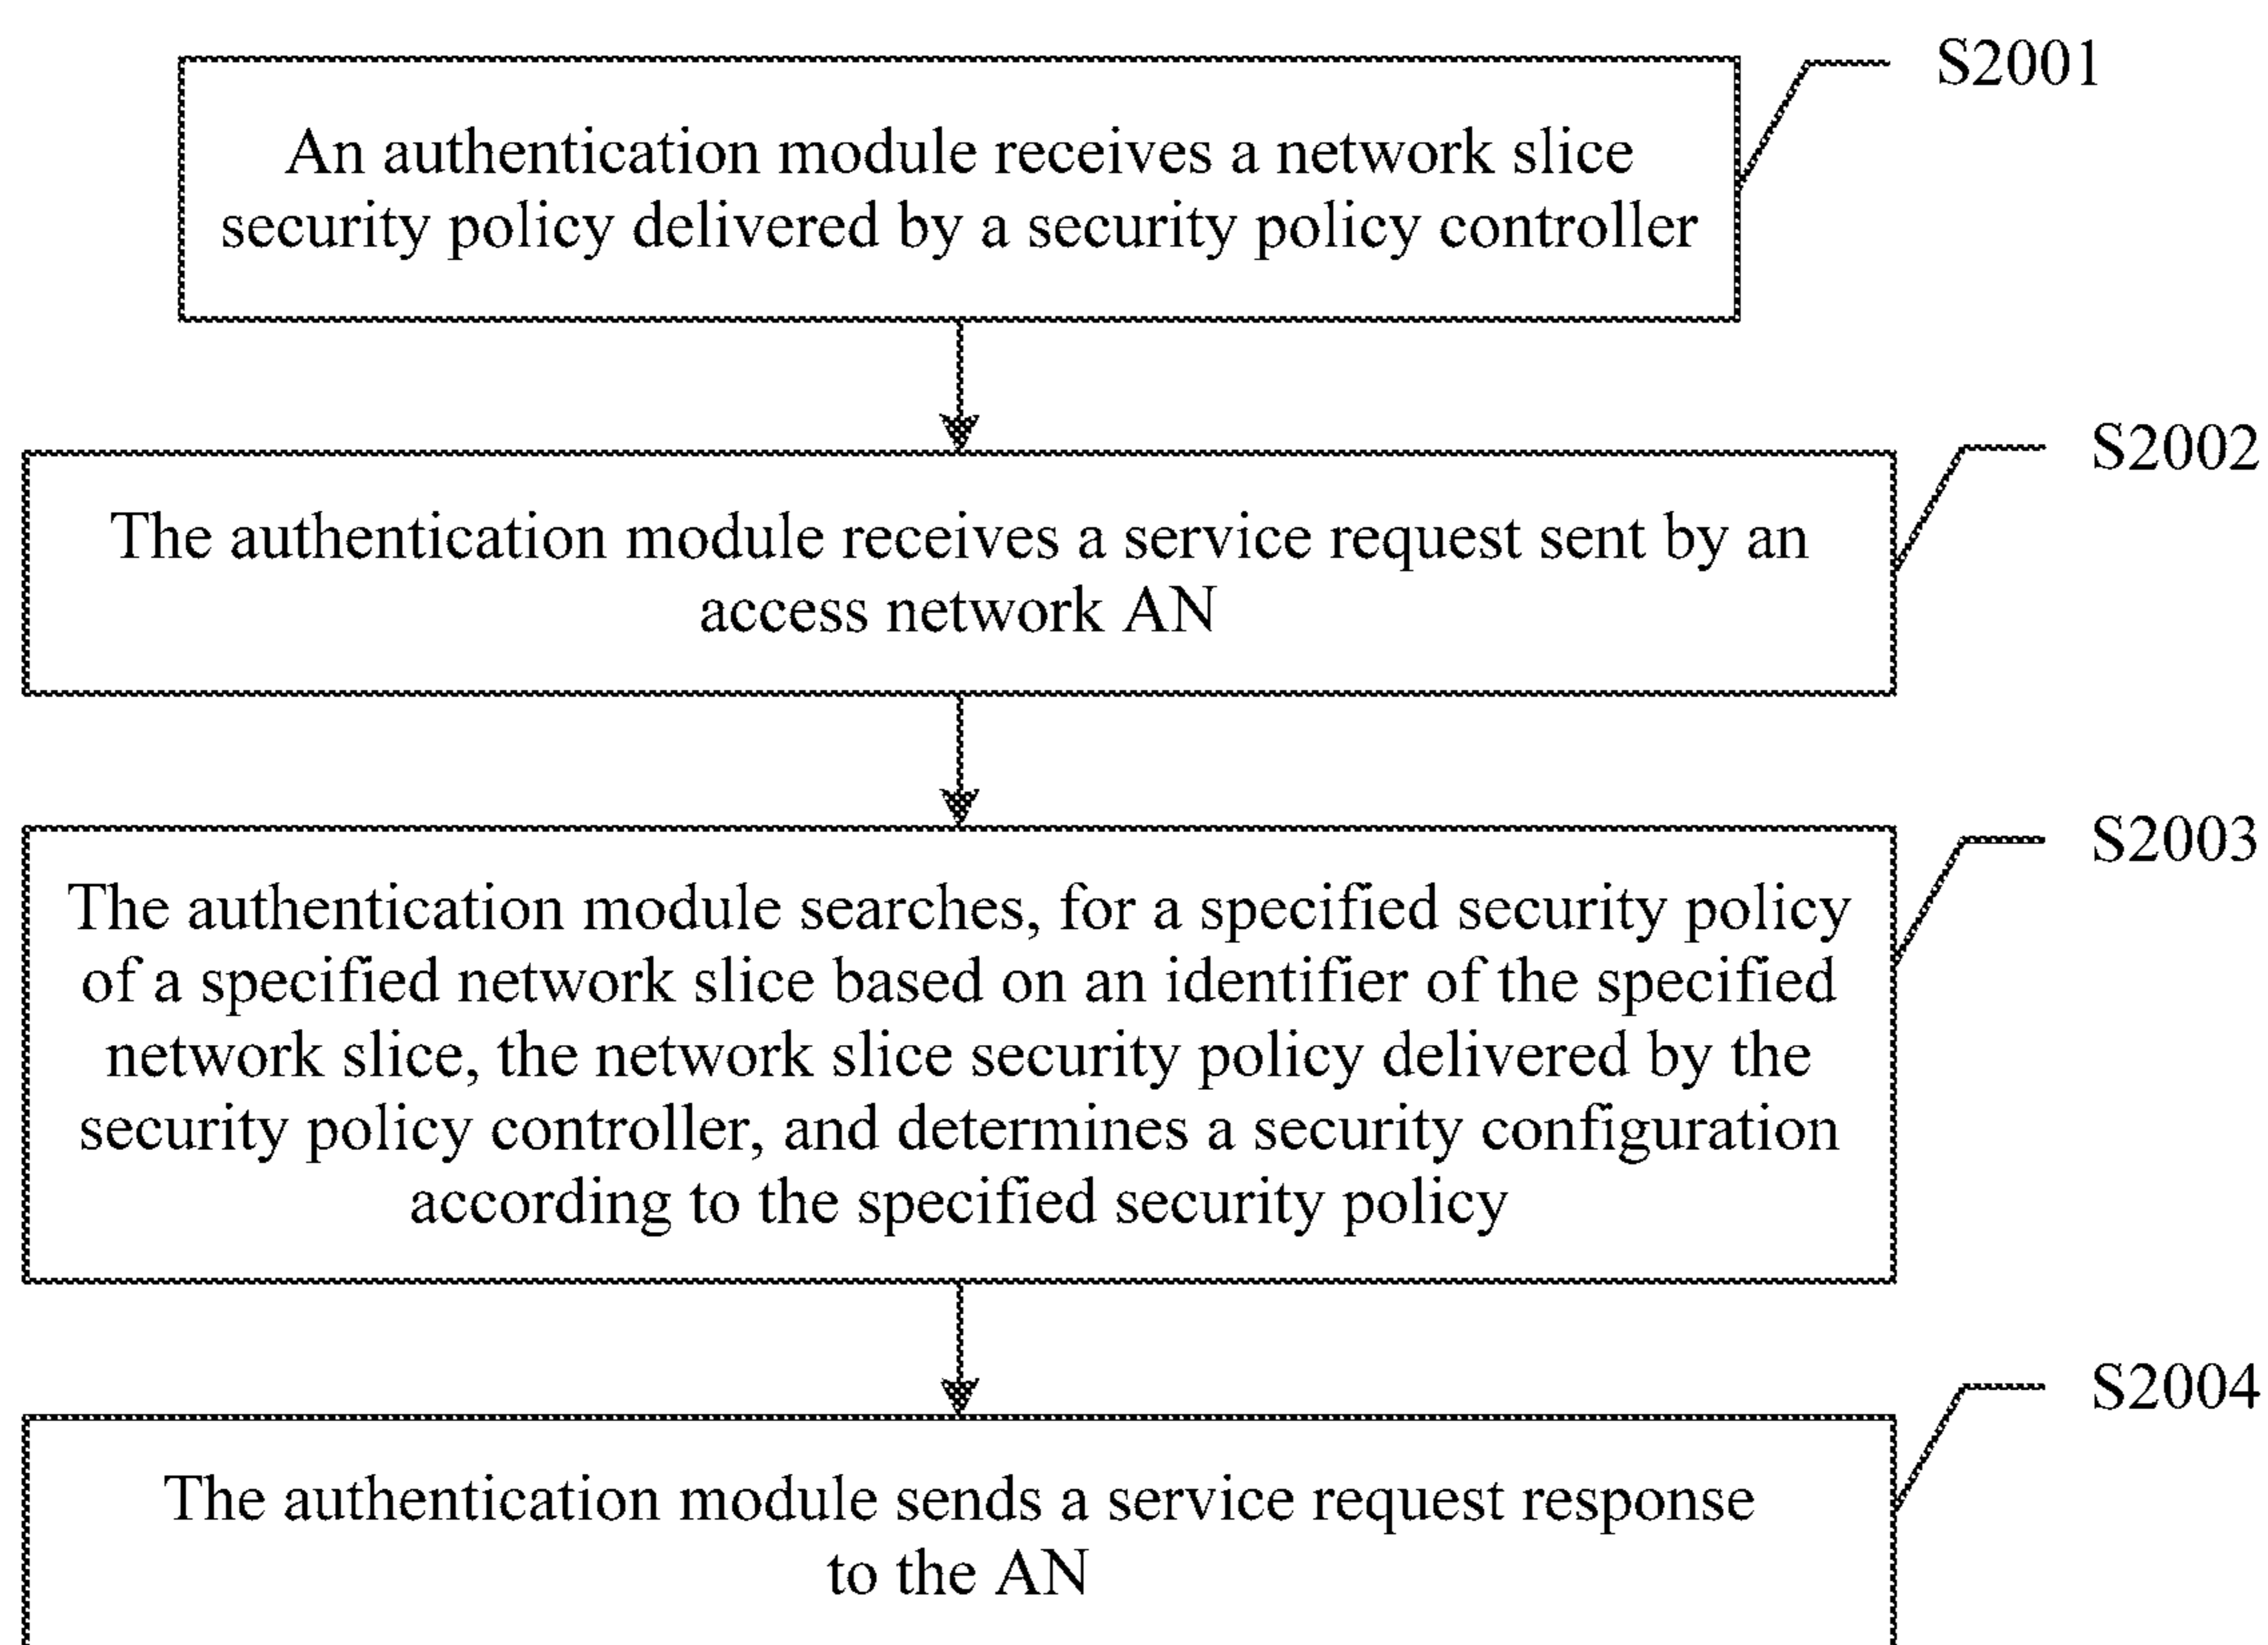 S2001
An authentication module receives a network slice
security policy delivered by a security policy controller
S2002
The authentication module receives a service request sent by an
access network AN
S2003
The authentication module searches, for a specified security policy
of a specified network slice based on an identifier of the specified
network slice, the network slice security policy delivered by the
security policy controller, and determines a security configuration
according to the specified security policy
S2004
The authentication module sends a service request response
to the AN